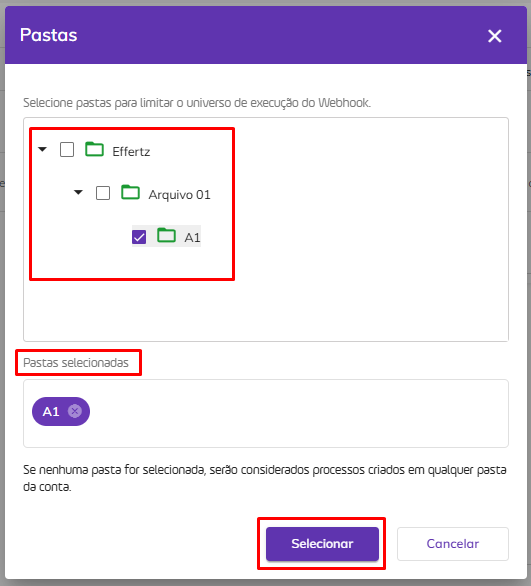 Pastas
Selecione pastas para limitar o universo de execução do Webhook.
Effertz
Arquivo 01
A1
Pastas selecionadas
A1
Se nenhuma pasta for selecionada, serão considerados processos criados em qualquer pasta
da conta.
Selecionar
Cancelar